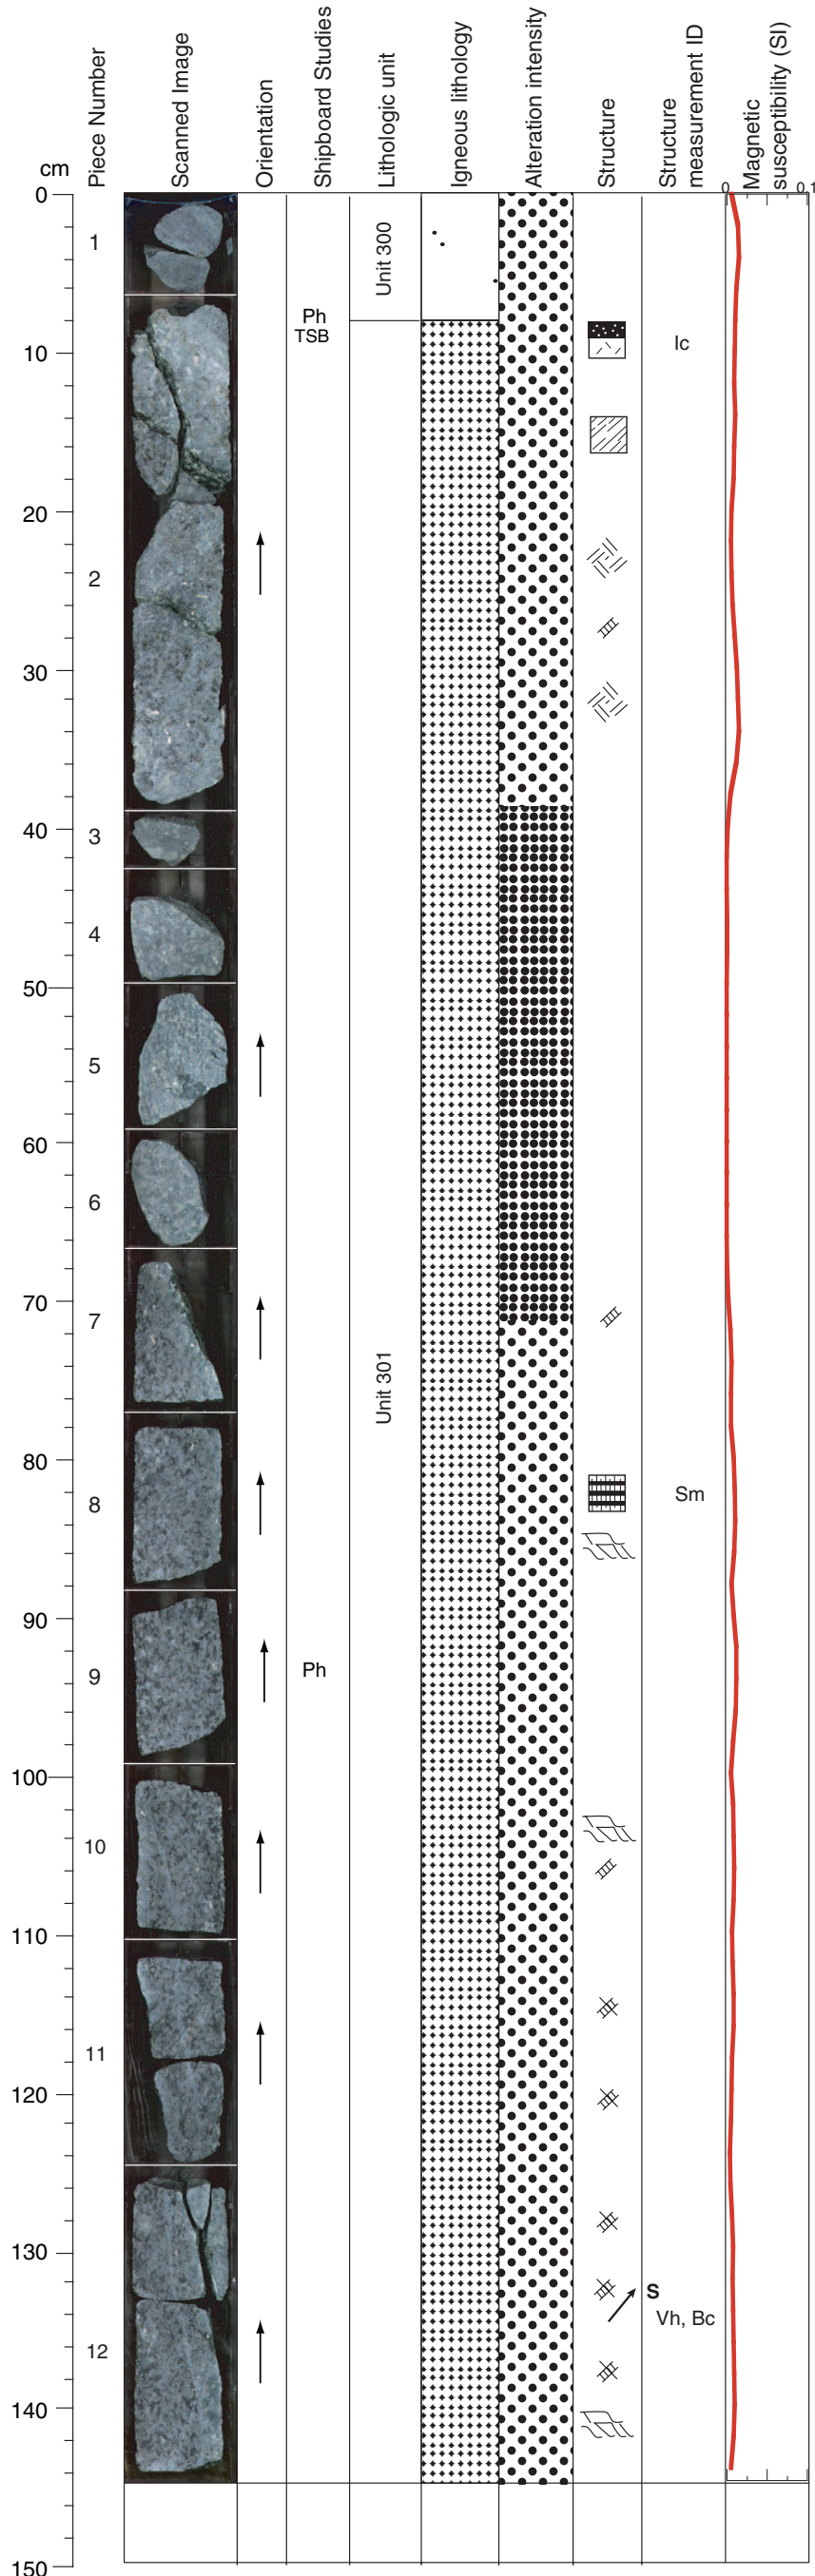 cm
Piece Number
Scanned Image
Orientation
Shipboard Studies
Lithologic unit
Igneous lithology
Alteration intensity
Structure
Structure
measurement ID
Magnetic
susceptibility (SI)
0
0.1
0
1
Unit 300
Ph
TSB
10
Ic
20
2
30
40
3
4
50
5
60
6
70
7
Unit 301
80
8
Sm
90
9
Ph
100
10
110
11
120
130
S
Vh, Bc
12
140
150